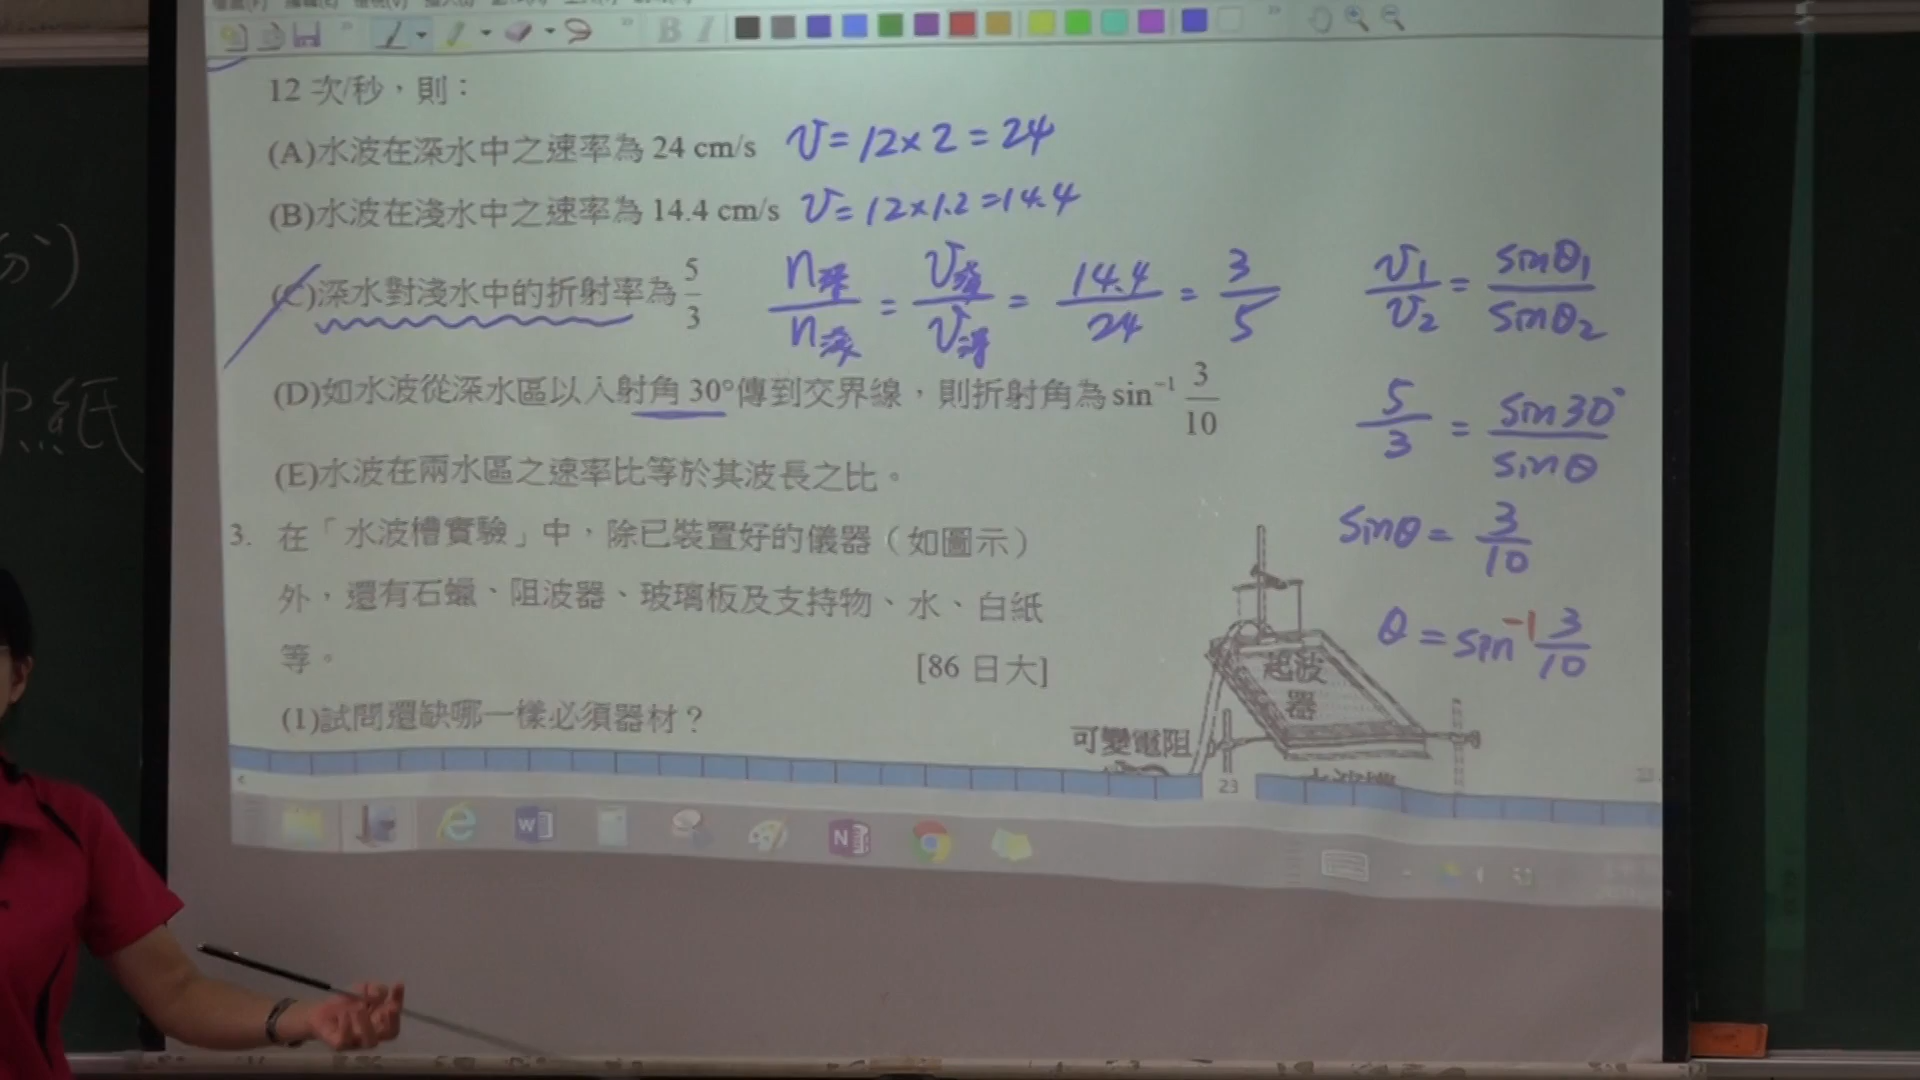 12 次/秒，則：
(A)水波在深水中之速率為 24 cm/s v = 12 × 2 = 24
(B)水波在淺水中之速率為 14.4 cm/s v = 12 × 1.2 = 14.4
(C)深水對淺水中的折射率為 5/3 n深/n淺 = v淺/v深 = 14.4/24 = 3/5
v1/v2 = sinθ1/sinθ2
(D)如水波從深水區以入射角 30°傳到交界線，則折射角為 sin⁻¹ 3/10
5/3 = sin30°/sinθ
(E)水波在兩水區之速率比等於其波長之比。
sinθ = 3/10
θ = sin⁻¹ 3/10
3. 在「水波槽實驗」中，除已裝置好的儀器（如圖示）
外，還有石蠟、阻波器、玻璃板及支持物、水、白紙
等。 [86 日大]
(1)試問還缺哪一樣必須器材？
起波
器
可變電阻
23
紙